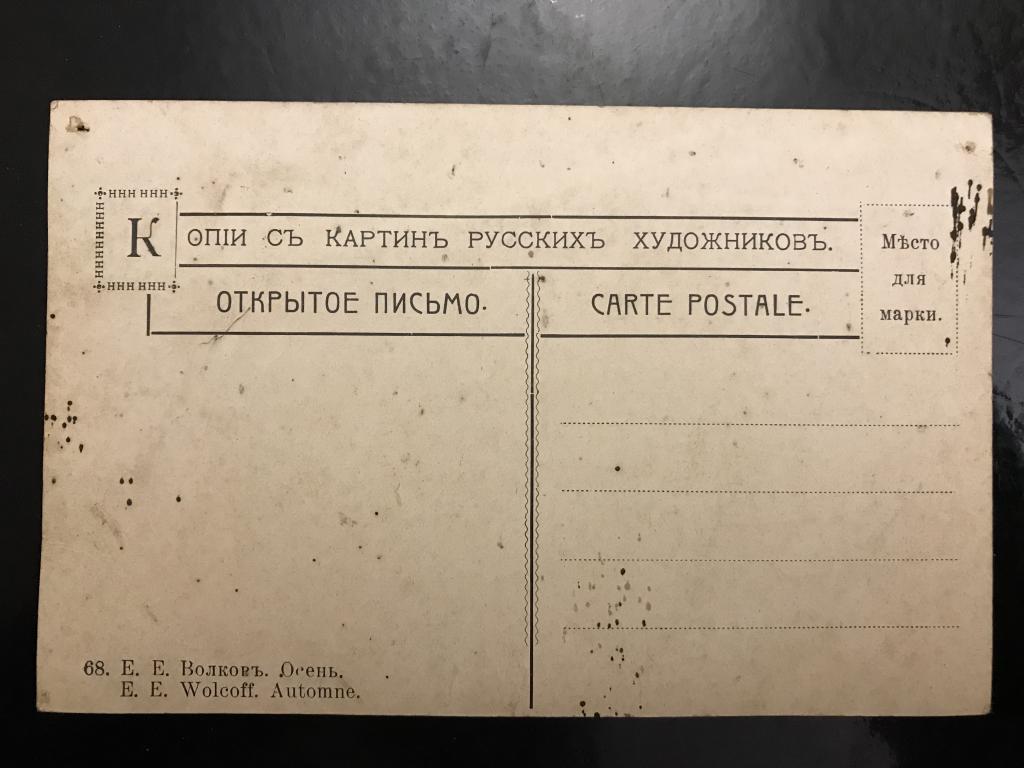 КОПІИ СЪ КАРТИНЪ РУССКИХЪ ХУДОЖНИКОВЪ.
ОТКРЫТОЕ ПИСЬМО.
CARTE POSTALE.
Мѣсто
для
марки.
68. Е. Е. Волковъ. Осень.
E. E. Wolcoff. Automne.